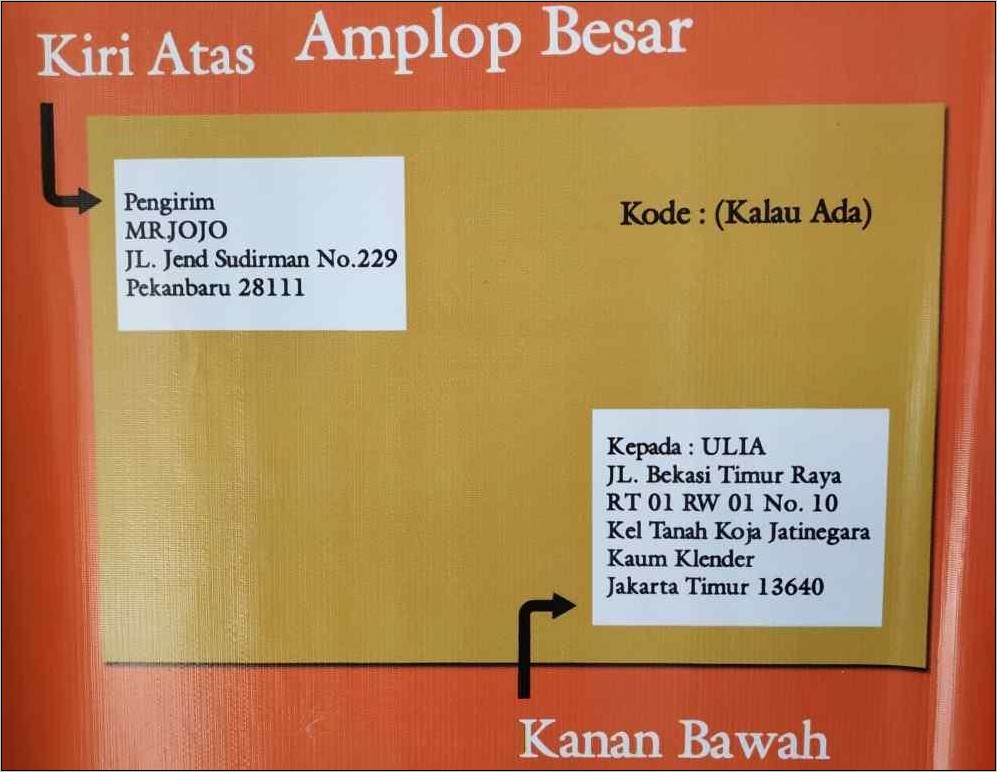 Kiri Atas
Amplop Besar
Pengirim
MR.JOJO
JL. Jend Sudirman No.229
Pekanbaru 28111
Kode : (Kalau Ada)
Kepada : ULIA
JL. Bekasi Timur Raya
RT 01 RW 01 No. 10
Kel Tanah Koja Jatinegara
Kaum Klender
Jakarta Timur 13640
Kanan Bawah